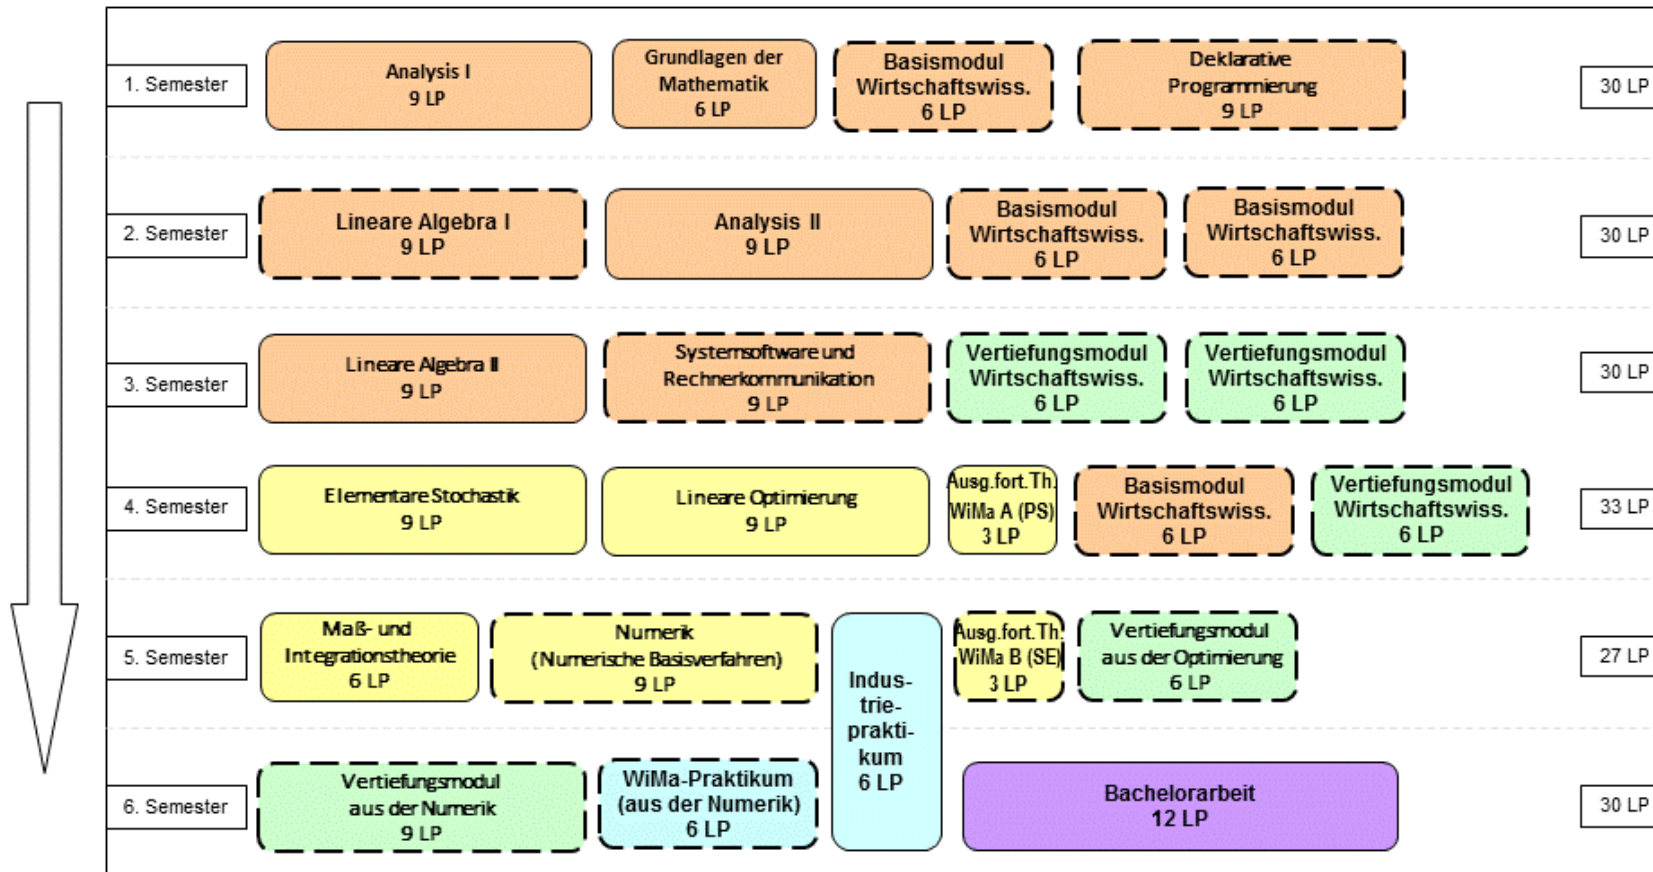 1. Semester
Analysis I
9 LP
Grundlagen der
Mathematik
6 LP
Basismodul
Wirtschaftswiss.
6 LP
Deklarative
Programmierung
9 LP
30 LP
2. Semester
Lineare Algebra I
9 LP
Analysis II
9 LP
Basismodul
Wirtschaftswiss.
6 LP
Basismodul
Wirtschaftswiss.
6 LP
30 LP
3. Semester
Lineare Algebra II
9 LP
Systemsoftware und
Rechnerkommunikation
9 LP
Vertiefungsmodul
Wirtschaftswiss.
6 LP
Vertiefungsmodul
Wirtschaftswiss.
6 LP
30 LP
4. Semester
Elementare Stochastik
9 LP
Lineare Optimierung
9 LP
Ausg.fort.Th.
WiMa A (PS)
3 LP
Basismodul
Wirtschaftswiss.
6 LP
Vertiefungsmodul
Wirtschaftswiss.
6 LP
33 LP
5. Semester
Maß- und
Integrationstheorie
6 LP
Numerik
(Numerische Basisverfahren)
9 LP
Indus-
trie-
prakti-
kum
6 LP
Ausg.fort.Th.
WiMa B (SE)
3 LP
Vertiefungsmodul
aus der Optimierung
6 LP
27 LP
6. Semester
Vertiefungsmodul
aus der Numerik
9 LP
WiMa-Praktikum
(aus der Numerik)
6 LP
Bachelorarbeit
12 LP
30 LP